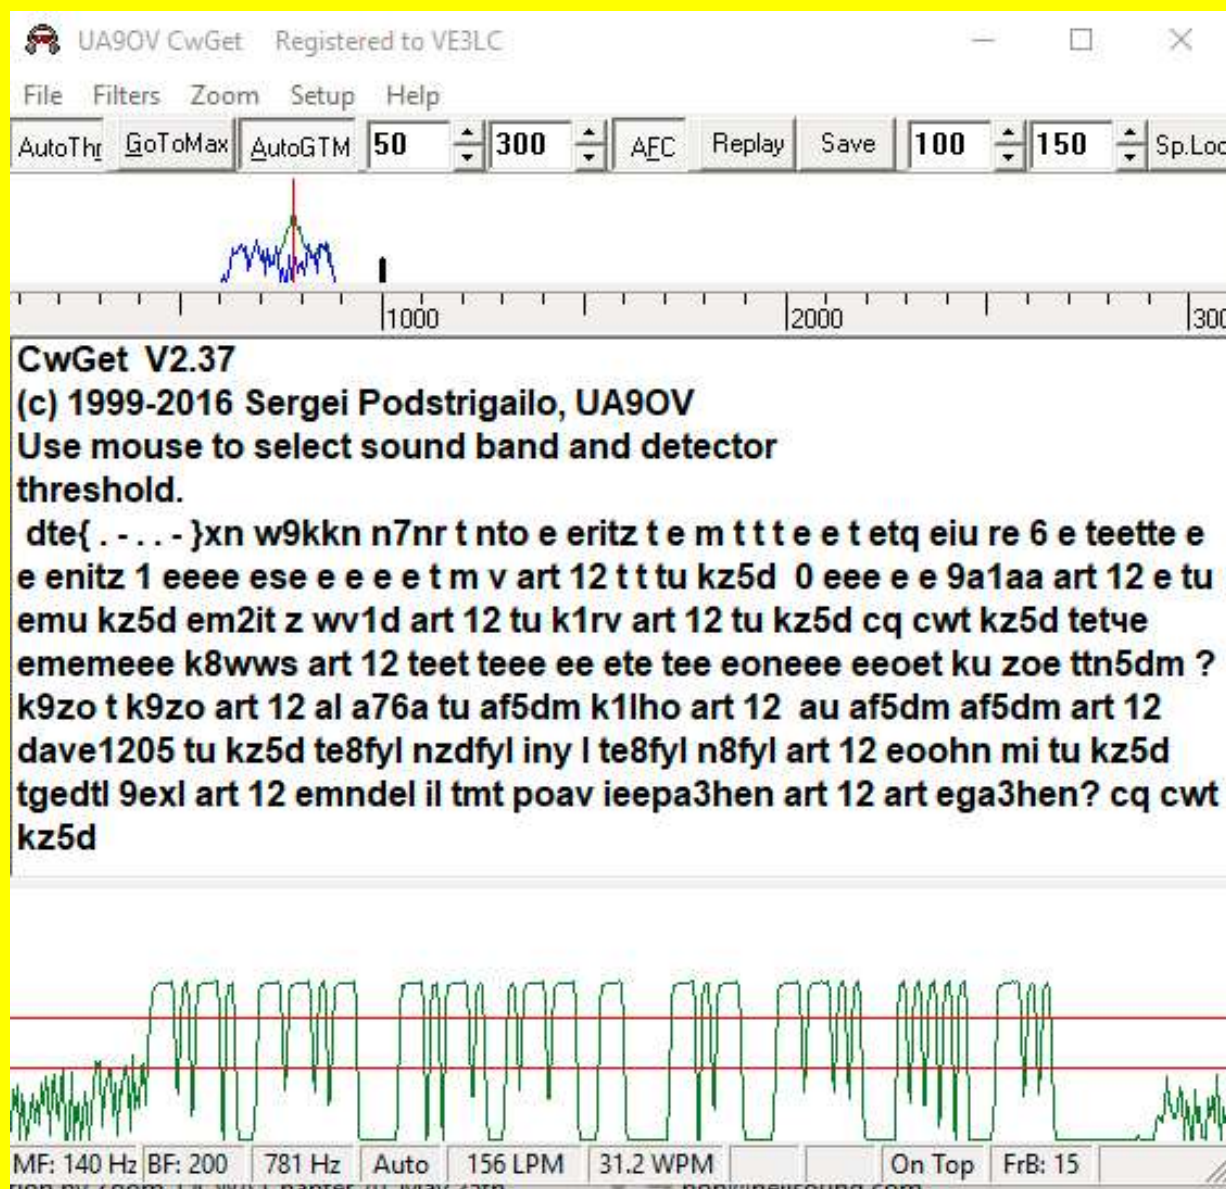 UA9OV CwGet Registered to VE3LC
File Filters Zoom Setup Help
AutoThr GoToMax AutoGTM 50 300 AFC Replay Save 100 150 Sp.Loc
1000 2000 300
CwGet V2.37
(c) 1999-2016 Sergei Podstrigailo, UA9OV
Use mouse to select sound band and detector
threshold.
dte{ . - . . - }xn w9kkn n7nr t nto e eritz t e m t t t e e t etq eiu re 6 e teette e
e enitz 1 eeee ese e e e e t m v art 12 t t tu kz5d 0 eee e e 9a1aa art 12 e tu
emu kz5d em2it z wv1d art 12 tu k1rv art 12 tu kz5d cq cwt kz5d tetче
ememeee k8wws art 12 teet teee ee ete tee eoneee eeoet ku zoe ttn5dm ?
k9zo t k9zo art 12 al a76a tu af5dm k1lho art 12 au af5dm af5dm art 12
dave1205 tu kz5d te8fyl nzdfyl iny l te8fyl n8fyl art 12 eoohn mi tu kz5d
tgedtl 9exl art 12 emndel il tmt poav ieepa3hen art 12 art ega3hen? cq cwt
kz5d
MF: 140 Hz BF: 200 781 Hz Auto 156 LPM 31.2 WPM On Top FrB: 15